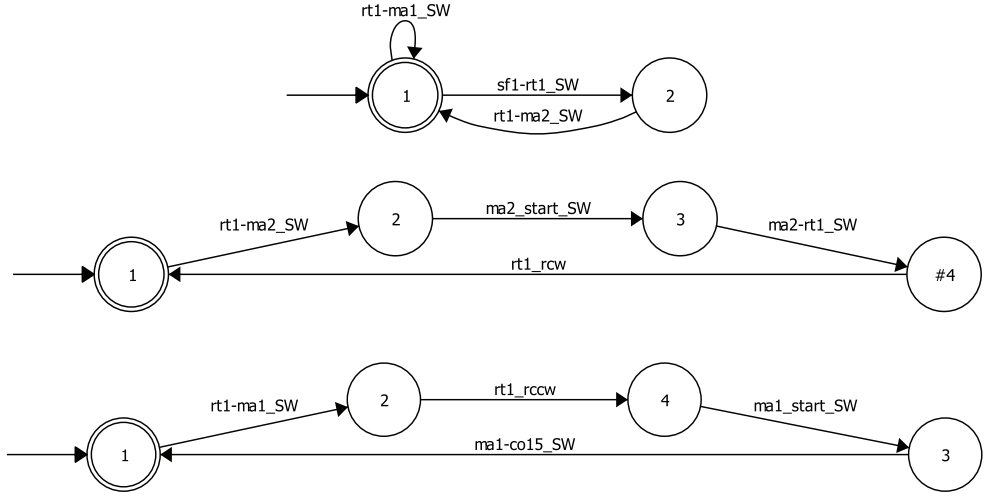 rt1-ma1_SW
1
sf1-rt1_SW
2
rt1-ma2_SW
1
rt1-ma2_SW
2
ma2_start_SW
3
ma2-rt1_SW
#4
rt1_rcw
1
rt1-ma1_SW
2
rt1_rccw
4
ma1_start_SW
3
ma1-co15_SW